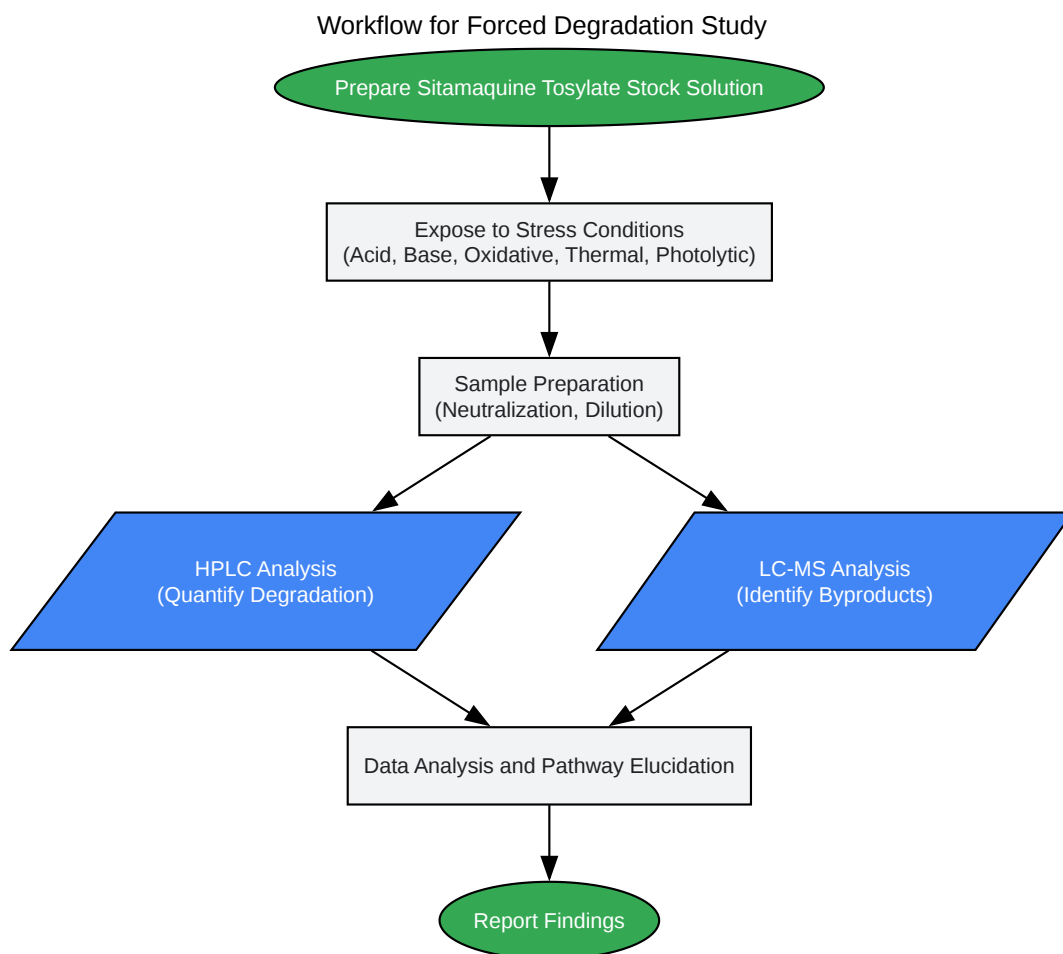 Workflow for Forced Degradation Study
Prepare Sitamaquine Tosylate Stock Solution
Expose to Stress Conditions
(Acid, Base, Oxidative, Thermal, Photolytic)
Sample Preparation
(Neutralization, Dilution)
HPLC Analysis
(Quantify Degradation)
LC-MS Analysis
(Identify Byproducts)
Data Analysis and Pathway Elucidation
Report Findings